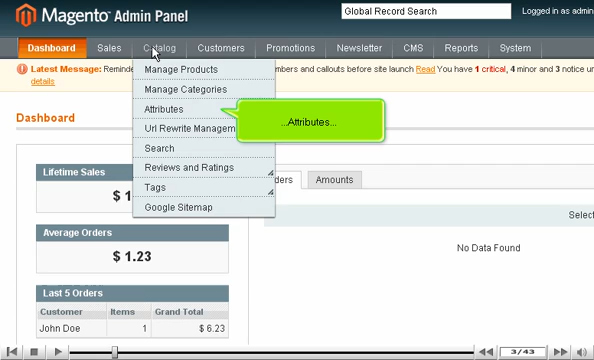 Magento Admin Panel
Global Record Search
Logged in as admin
Dashboard Sales Catalog Customers Promotions Newsletter CMS Reports System
Latest Message: Reminde
mbers and callouts before site launch Read You have 1 critical, 4 minor and 3 notice un
details
Manage Products
Manage Categories
Attributes
...Attributes...
Url Rewrite Managem
Search
Reviews and Ratings
Tags
Google Sitemap
Dashboard
Lifetime Sales
$ 1
Average Orders
$ 1.23
Last 5 Orders
Customer Items Grand Total
John Doe 1 $ 6.23
ders Amounts
Select
No Data Found
3/43